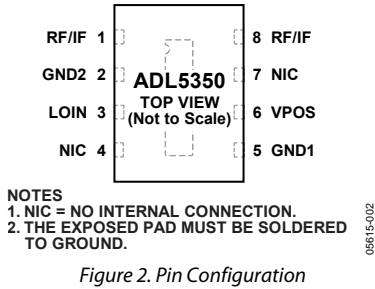 RF/IF 1
8 RF/IF
GND2 2
7 NIC
LOIN 3
6 VPOS
NIC 4
5 GND1
ADL5350
TOP VIEW
(Not to Scale)
NOTES
1. NIC = NO INTERNAL CONNECTION.
2. THE EXPOSED PAD MUST BE SOLDERED
TO GROUND.
05615-002
Figure 2. Pin Configuration